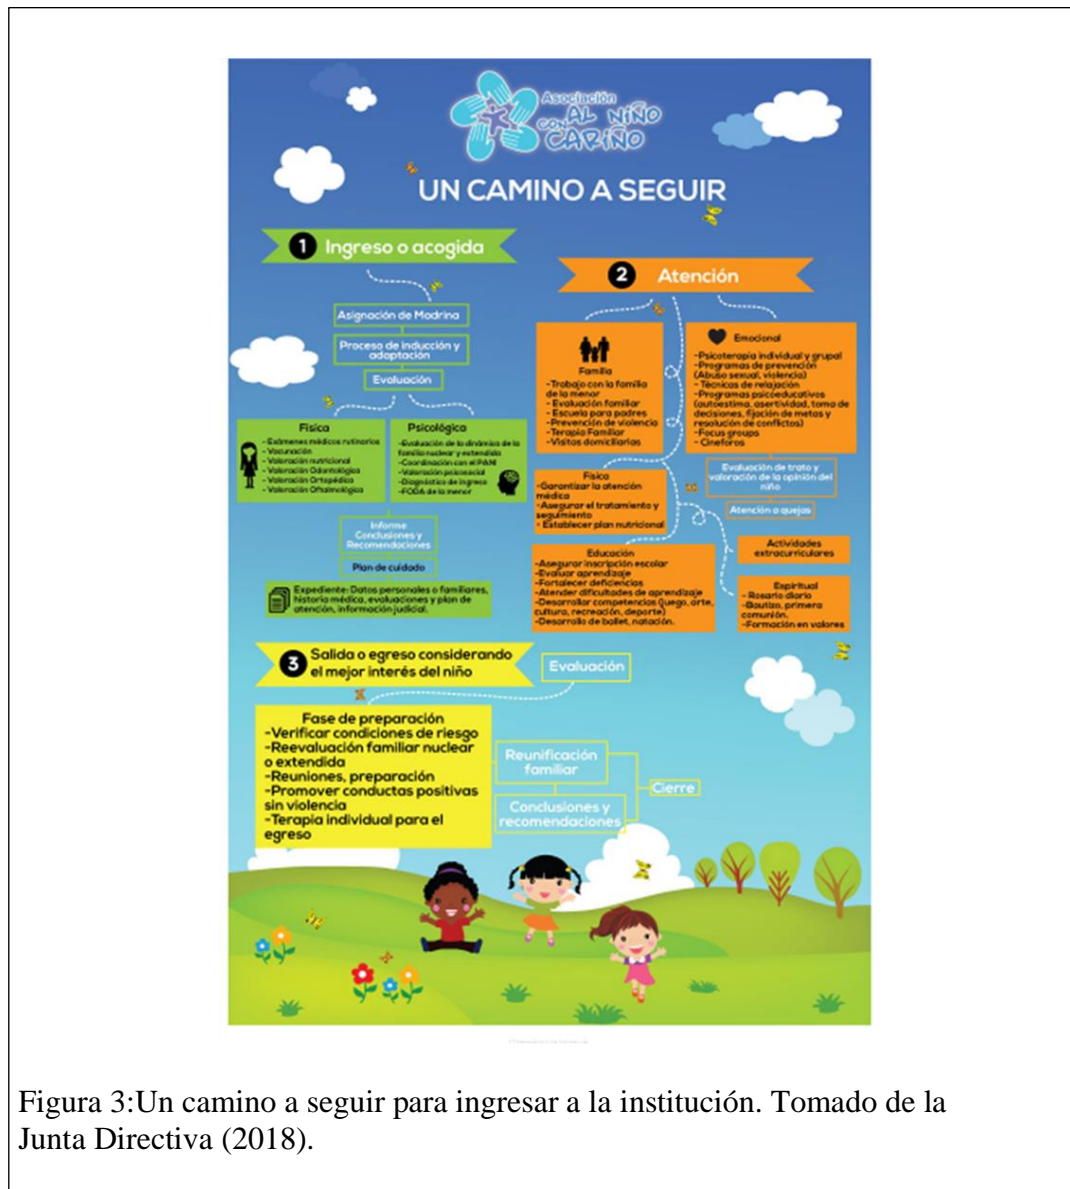 Asociación
AL NIÑO
CON
CARIÑO
UN CAMINO A SEGUIR
1 Ingreso o acogida
Asignación de Madrina
Proceso de inducción y
adaptación
Evaluación
Física
- Exámenes médicos rutinarios
- Vacunación
- Valoración nutricional
- Valoración Odontológica
- Valoración Ortopédica
- Valoración Oftalmológica
Psicológica
-Evaluación de la dinámica de la
familia nuclear y extendida
-Coordinación con el PANI
-Valoración psicosocial
-Diagnóstico de ingreso
-FODA de la menor
Informe
Conclusiones y
Recomendaciones
Plan de cuidado
Expediente: Datos personales o familiares,
historia médica, evaluaciones y plan de
atención, información judicial.
2 Atención
Familia
-Trabajo con la familia
de la menor
- Evaluación familiar
- Escuela para padres
-Prevención de violencia
-Terapia Familiar
-Visitas domiciliarias
Emocional
-Psicoterapia individual y grupal
-Programas de prevención
(Abuso sexual, violencia)
- Técnicas de relajación
-Programas psicoeducativos
(autoestima, asertividad, toma de
decisiones, fijación de metas y
resolución de conflictos)
-Focus groups
- Cineforos
Evaluación de trato y
valoración de la opinión del
niño
Atención a quejas
Física
-Garantizar la atención
médica
-Asegurar el tratamiento y
seguimiento
- Establecer plan nutricional
Educación
-Asegurar inscripción escolar
-Evaluar aprendizaje
-Fortalecer deficiencias
-Atender dificultades de aprendizaje
-Desarrollar competencias (juego, arte,
cultura, recreación, deporte)
-Desarrollo de ballet, natación.
Actividades
extracurriculares
Espiritual
- Rosario diario
-Bautizo, primera
comunión.
-Formación en valores
3 Salida o egreso considerando
el mejor interés del niño
Evaluación
Fase de preparación
-Verificar condiciones de riesgo
-Reevaluación familiar nuclear
o extendida
-Reuniones, preparación
-Promover conductas positivas
sin violencia
-Terapia individual para el
egreso
Reunificación
familiar
Conclusiones y
recomendaciones
Cierre
Figura 3:Un camino a seguir para ingresar a la institución. Tomado de la
Junta Directiva (2018).